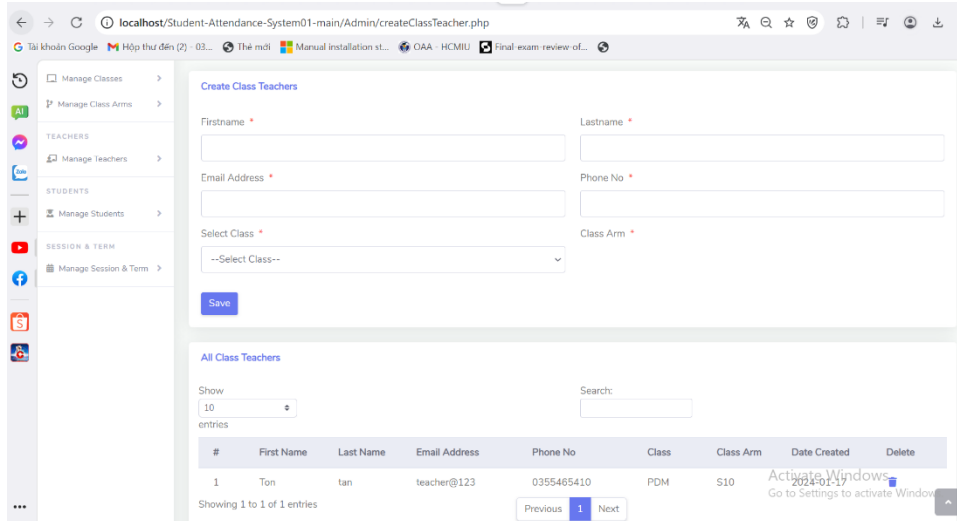 localhost/Student-Attendance-System01-main/Admin/createClassTeacher.php
Tài khoản Google Hộp thư đến (2) - 03... Thẻ mới Manual installation st... OAA - HCMIU Final-exam-review-of...
AI
Zalo
Manage Classes
Manage Class Arms
TEACHERS
Manage Teachers
STUDENTS
Manage Students
SESSION & TERM
Manage Session & Term
Create Class Teachers
Firstname * Lastname *
Email Address * Phone No *
Select Class * Class Arm *
--Select Class--
Save
All Class Teachers
Show Search:
10
entries
# First Name Last Name Email Address Phone No Class Class Arm Date Created Delete
1 Ton tan teacher@123 0355465410 PDM S10 2024-01-17
Showing 1 to 1 of 1 entries
Previous 1 Next
Activate Windows
Go to Settings to activate Window